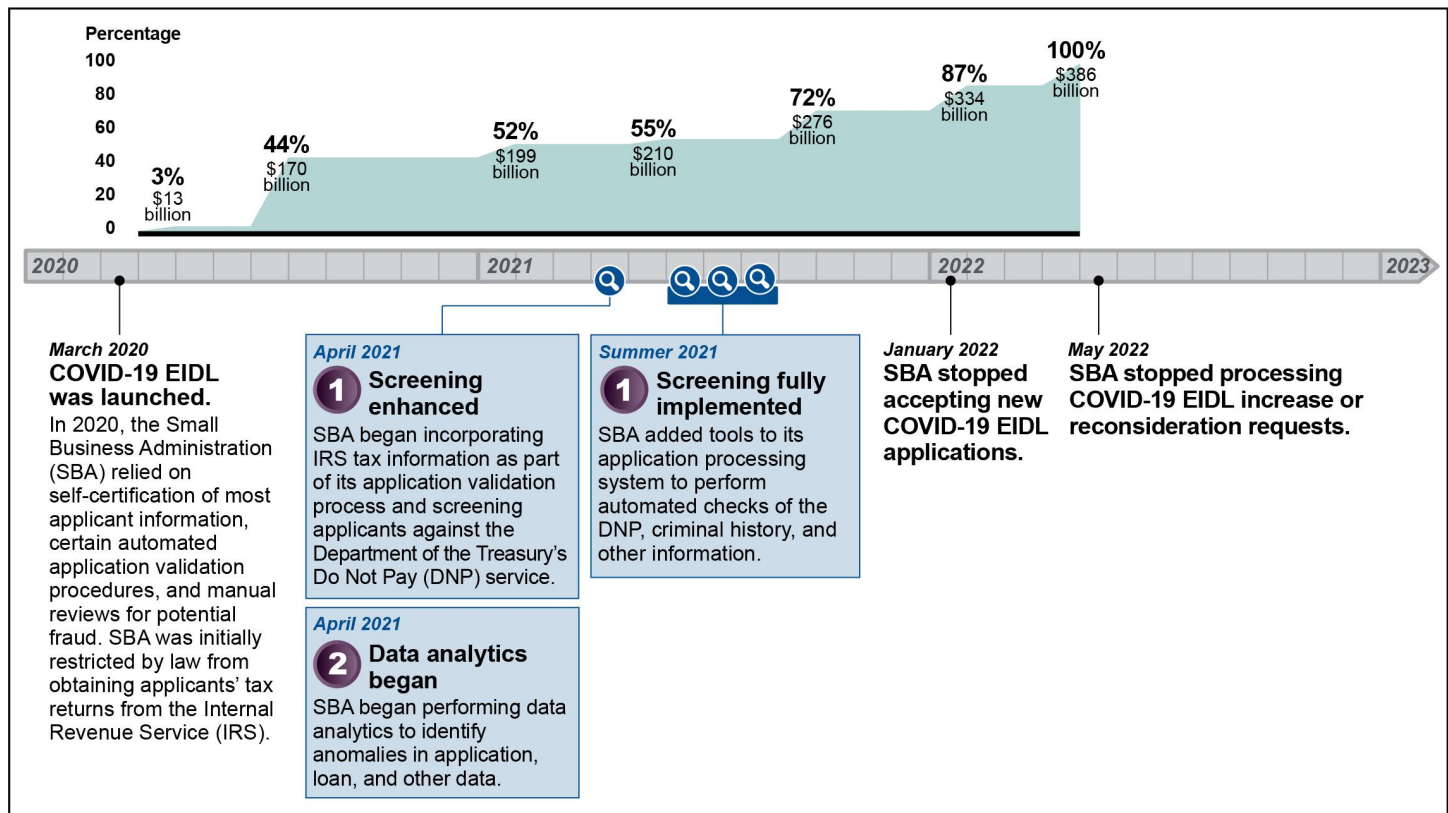 Percentage
100
80
60
40
20
0
3%
$13
billion
44%
$170
billion
52%
$199
billion
55%
$210
billion
72%
$276
billion
87%
$334
billion
100%
$386
billion
2020
2021
2022
2023
March 2020
COVID-19 EIDL
was launched.
In 2020, the Small
Business Administration
(SBA) relied on
self-certification of most
applicant information,
certain automated
application validation
procedures, and manual
reviews for potential
fraud. SBA was initially
restricted by law from
obtaining applicants’ tax
returns from the Internal
Revenue Service (IRS).
April 2021
1 Screening
enhanced
SBA began incorporating
IRS tax information as part
of its application validation
process and screening
applicants against the
Department of the Treasury’s
Do Not Pay (DNP) service.
April 2021
2 Data analytics
began
SBA began performing data
analytics to identify
anomalies in application,
loan, and other data.
Summer 2021
1 Screening fully
implemented
SBA added tools to its
application processing
system to perform
automated checks of the
DNP, criminal history, and
other information.
January 2022
SBA stopped
accepting new
COVID-19 EIDL
applications.
May 2022
SBA stopped processing
COVID-19 EIDL increase or
reconsideration requests.